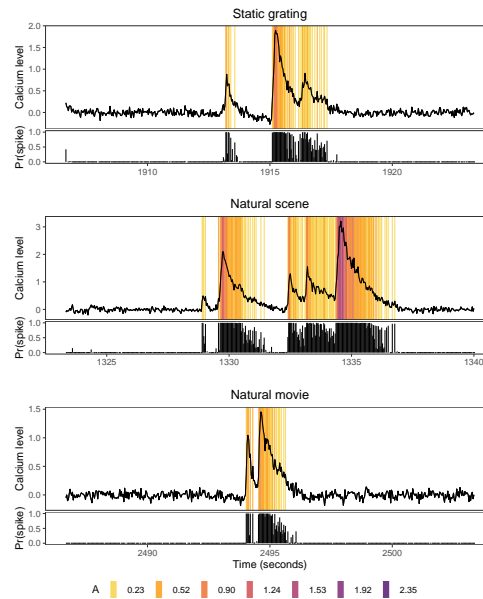 Static grating
Calcium level
2.0
1.5
1.0
0.5
0.0
Pr(spike)
1.0
0.5
0.0
1910 1915 1920
Natural scene
Calcium level
3
2
1
0
Pr(spike)
1.0
0.5
0.0
1325 1330 1335 1340
Natural movie
Calcium level
1.5
1.0
0.5
0.0
Pr(spike)
1.0
0.5
0.0
2490 2495 2500
Time (seconds)
A 0.23 0.52 0.90 1.24 1.53 1.92 2.35